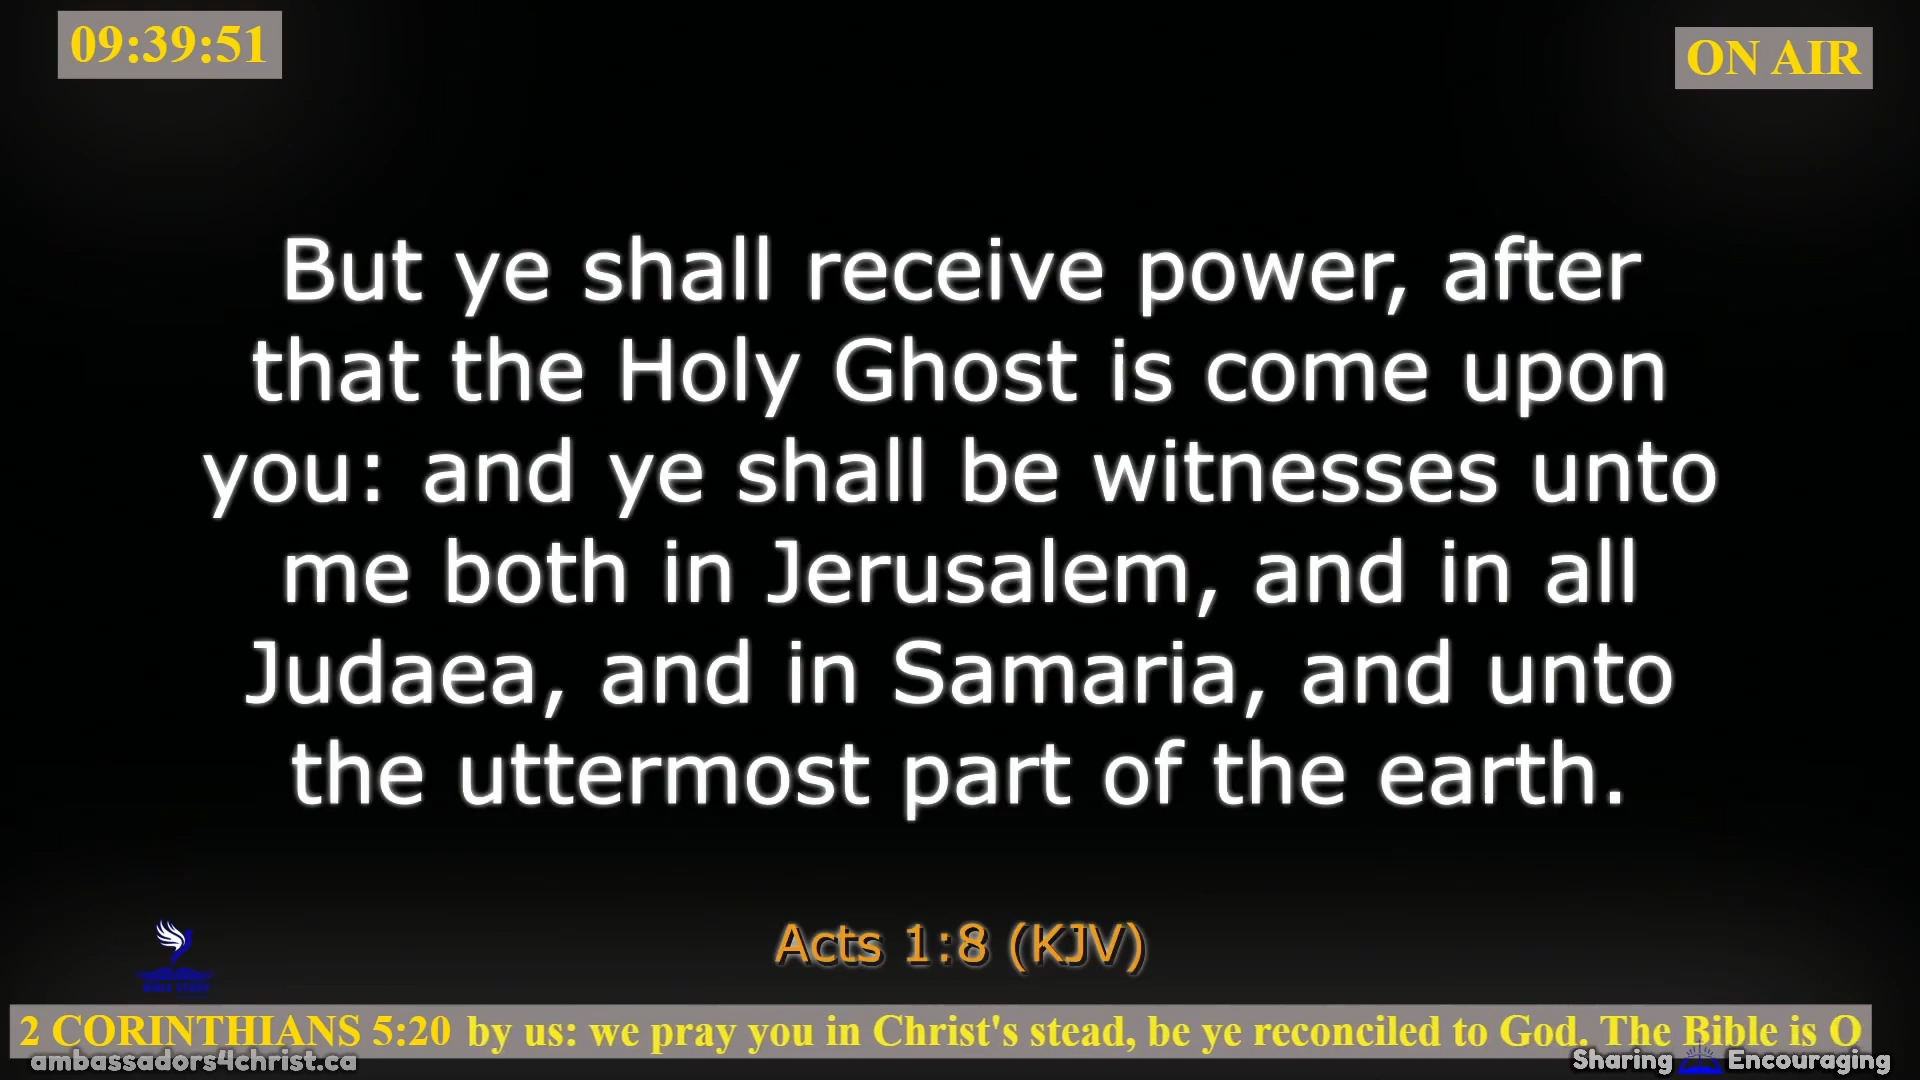 09:39:51
ON AIR
But ye shall receive power, after
that the Holy Ghost is come upon
you: and ye shall be witnesses unto
me both in Jerusalem, and in all
Judaea, and in Samaria, and unto
the uttermost part of the earth.
Acts 1:8 (KJV)
BIBLE STUDY
2 CORINTHIANS 5:20 by us: we pray you in Christ's stead, be ye reconciled to God. The Bible is O
ambassadors4christ.ca
Sharing Encouraging